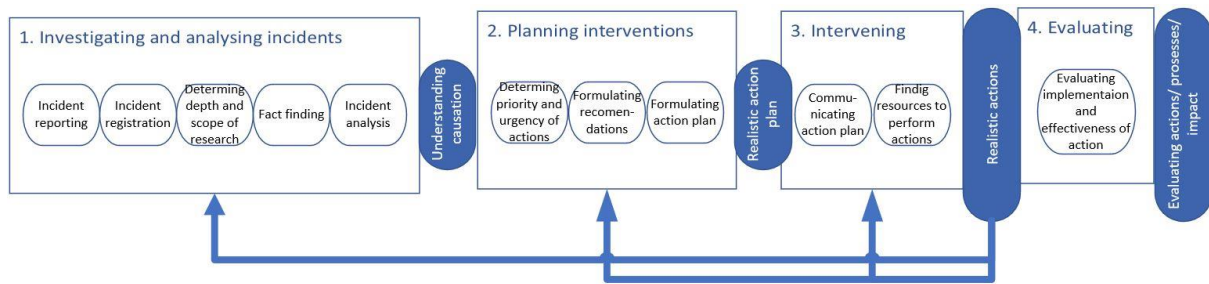 1. Investigating and analysing incidents
Incident
reporting
Incident
registration
Determing
depth and
scope of
research
Fact finding
Incident
analysis
Understanding
causation
2. Planning interventions
Determing
priority and
urgency of
actions
Formulating
recomen-
dations
Formulating
action plan
Realistic action
plan
3. Intervening
Commu-
nicating
action plan
Findig
resources to
perform
actions
Realistic actions
4. Evaluating
Evaluating
implementaion
and
effectiveness of
action
Evaluating actions/ prosesses/
impact